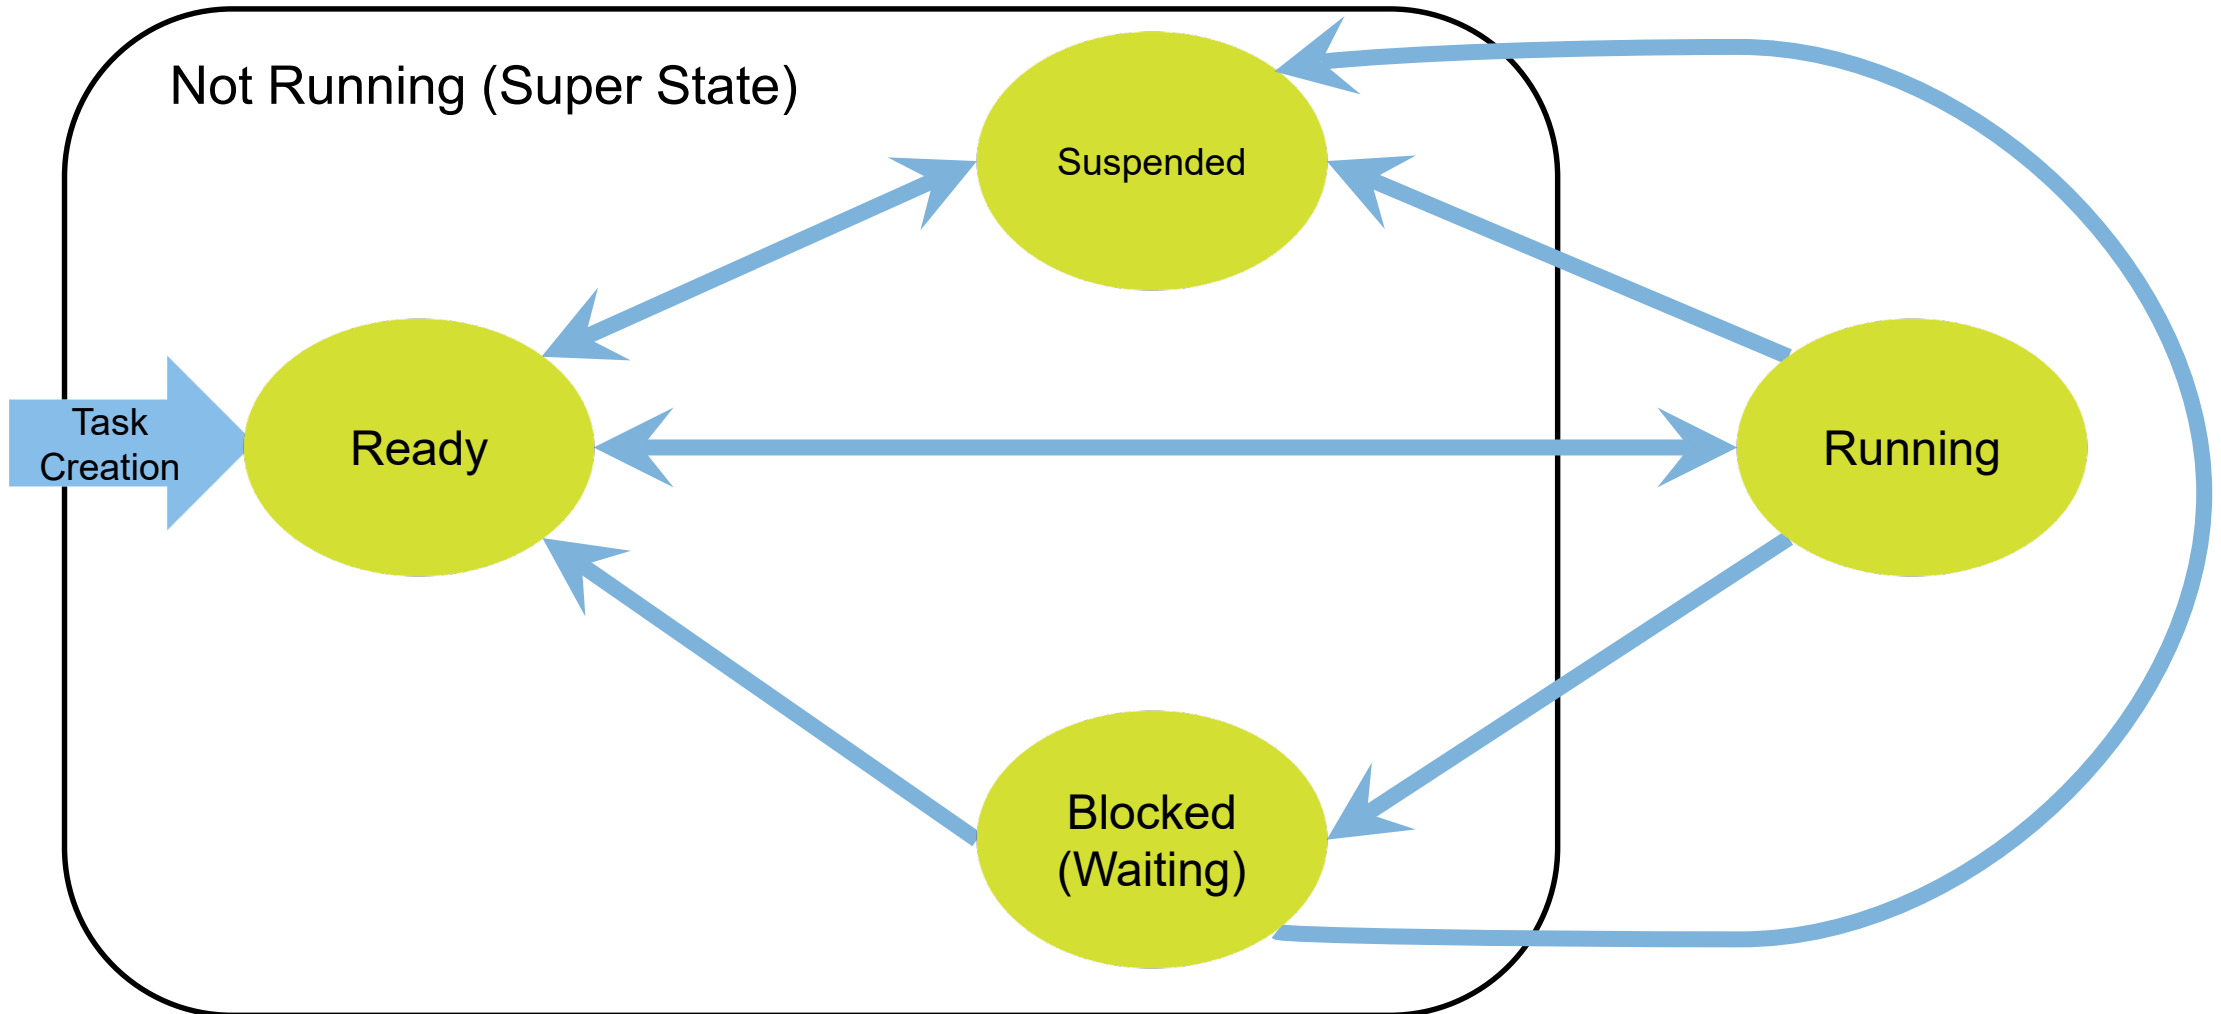 Not Running (Super State)
Suspended
Task
Creation
Ready
Running
Blocked
(Waiting)